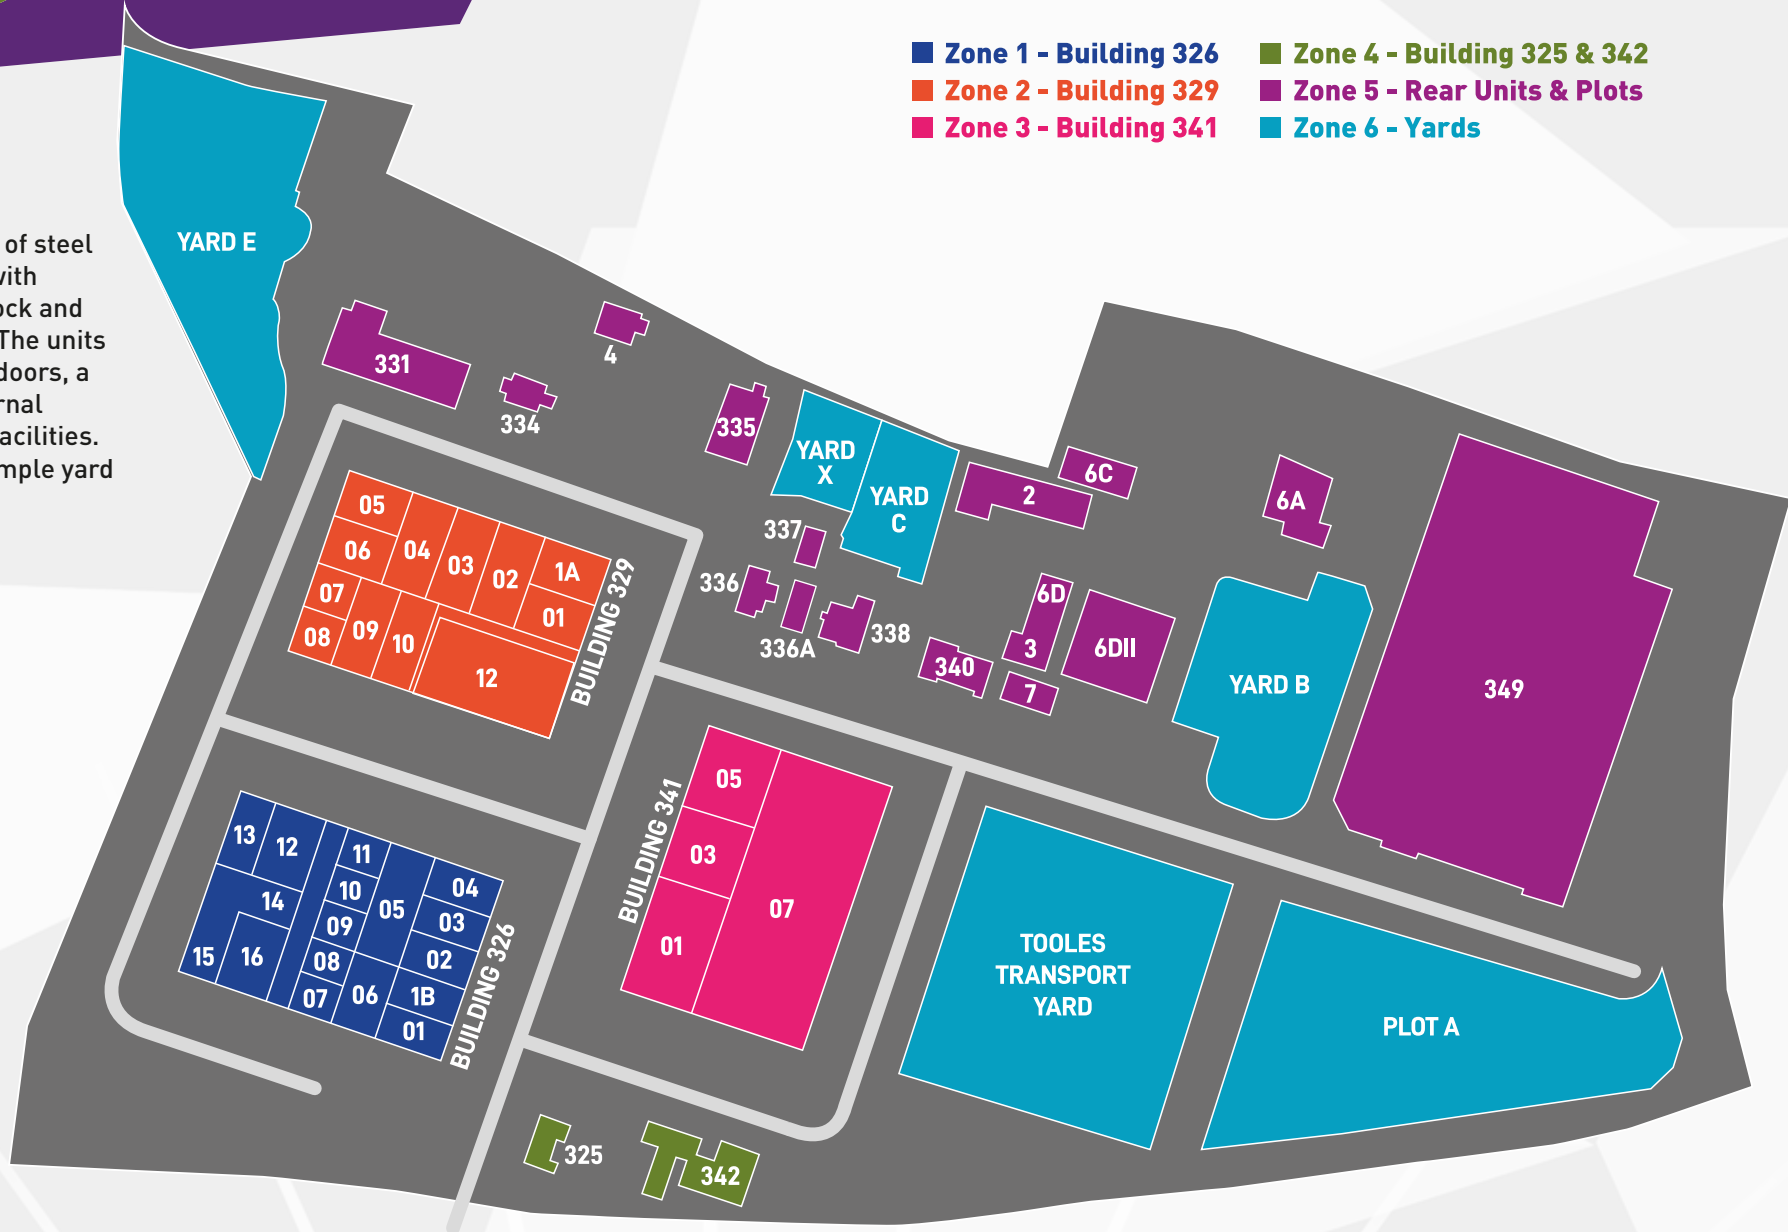 Zone 1 - Building 326
Zone 2 - Building 329
Zone 3 - Building 341
Zone 4 - Building 325 & 342
Zone 5 - Rear Units & Plots
Zone 6 - Yards
of steel
with
ock and
The units
doors, a
rnal
acilities.
mple yard
YARD E
331
334
4
335
YARD
X
YARD
C
2
6C
6A
337
336
336A
338
340
6D
3
7
6DII
YARD B
349
05
06
04
03
02
1A
01
07
08
09
10
12
BUILDING 329
13
12
11
10
09
08
07
14
15
16
05
06
04
03
02
1B
01
BUILDING 326
BUILDING 341
05
03
01
07
TOOLES
TRANSPORT
YARD
PLOT A
325
342